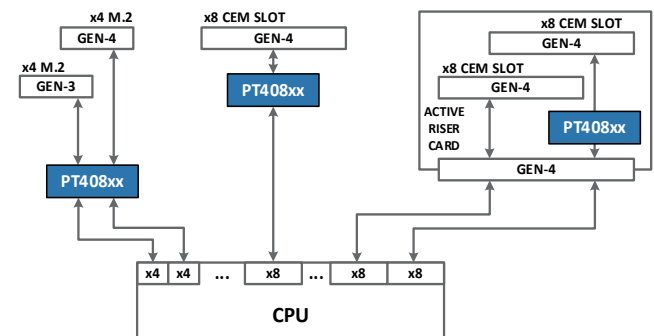 x4 M.2
GEN-4
x4 M.2
GEN-3
PT408xx
x8 CEM SLOT
GEN-4
PT408xx
x8 CEM SLOT
GEN-4
x8 CEM SLOT
GEN-4
ACTIVE
RISER
CARD
PT408xx
GEN-4
x4 x4 ... x8 ... x8 x8
CPU